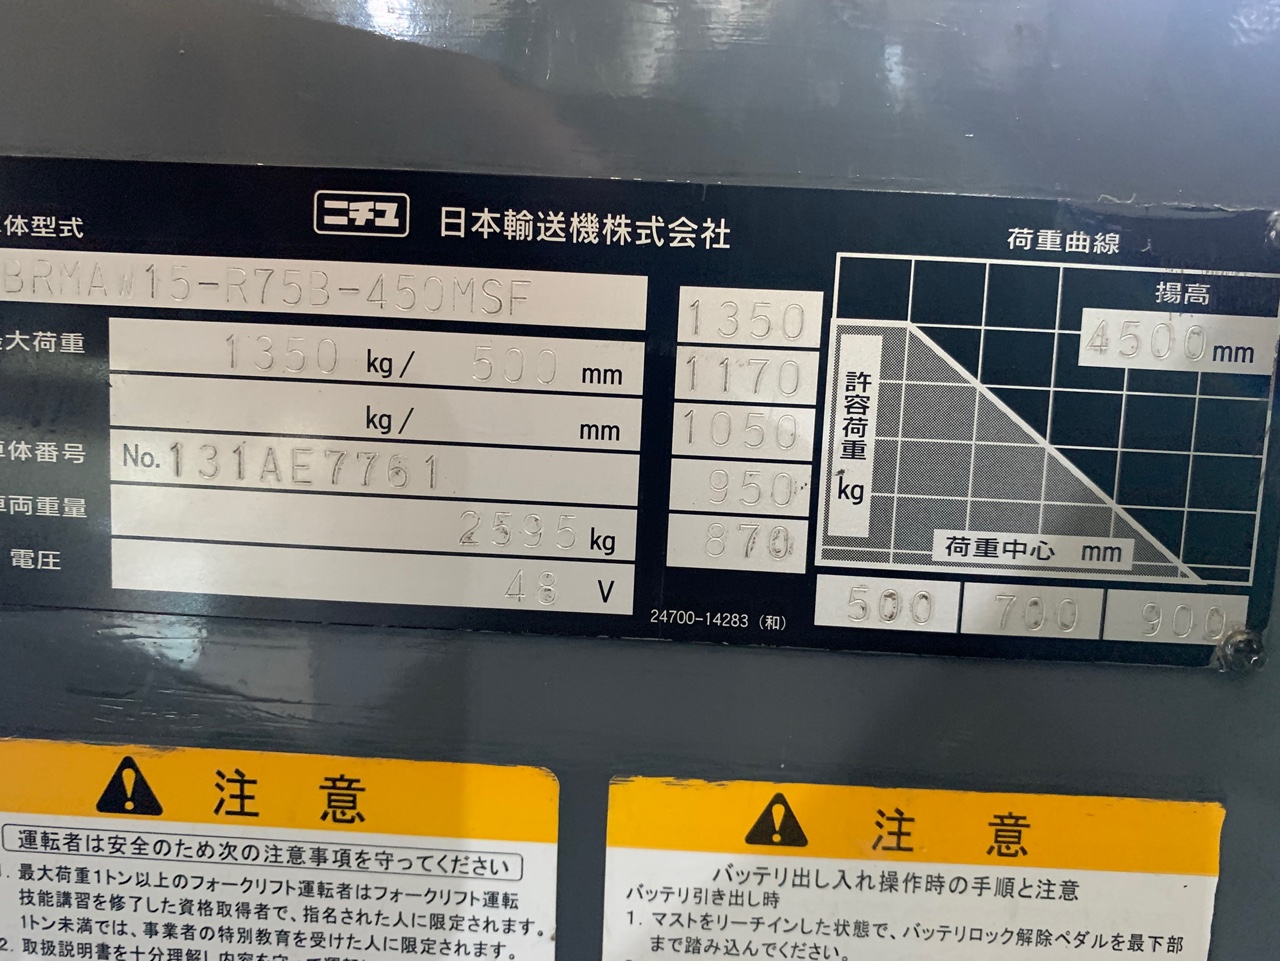 ニチユ 日本輸送機株式会社
体型式
BRMAW15-R75B-450MSF
大荷重 1350 kg/ 500 mm
kg/ mm
体番号 No. 131AE7761
両重量 2595 kg
電圧 48 V
1350
1170
1050
950
870
24700-14283 (和)
荷重曲線
揚高
4500 mm
許容荷重 kg
荷重中心 mm
500 700 900
注意
運転者は安全のため次の注意事項を守ってください
1. 最大荷重1トン以上のフォークリフト運転者はフォークリフト運転
技能講習を修了した資格取得者で、指名された人に限定されます。
1トン未満では、事業者の特別教育を受けた人に限定されます。
2. 取扱説明書を十分理解し内容を守って運転
注意
バッテリ出し入れ操作時の手順と注意
バッテリ引き出し時
1. マストをリーチインした状態で、バッテリロック解除ペダルを最下部
まで踏み込んでください。